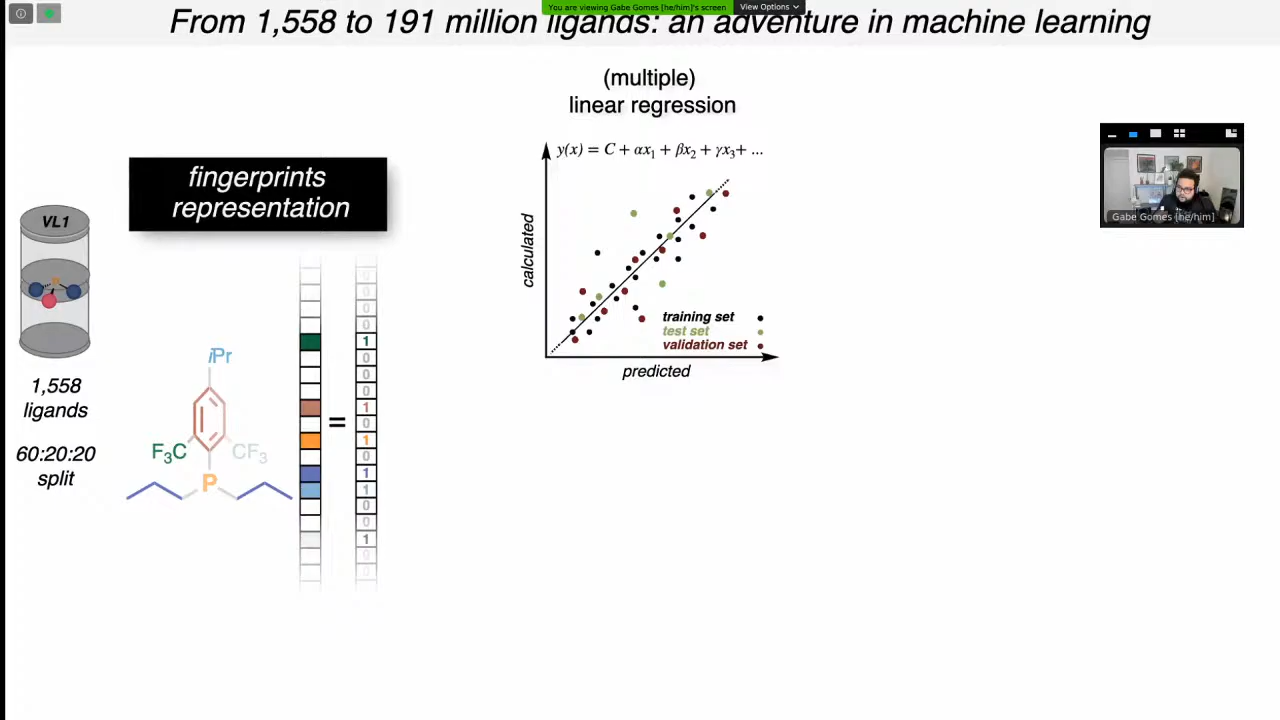 You are viewing Gabe Gomes [he/him]'s screen
View Options
From 1,558 to 191 million ligands: an adventure in machine learning
(multiple)
linear regression
y(x) = C + αx₁ + βx₂ + γx₃+ ...
calculated
training set
test set
validation set
predicted
fingerprints
representation
VL1
P
1,558
ligands
60:20:20
split
iPr
F₃C
CF₃
P
=
0
0
0
0
1
0
0
0
1
0
1
0
1
1
0
0
1
0
0
Gabe Gomes [he/him]